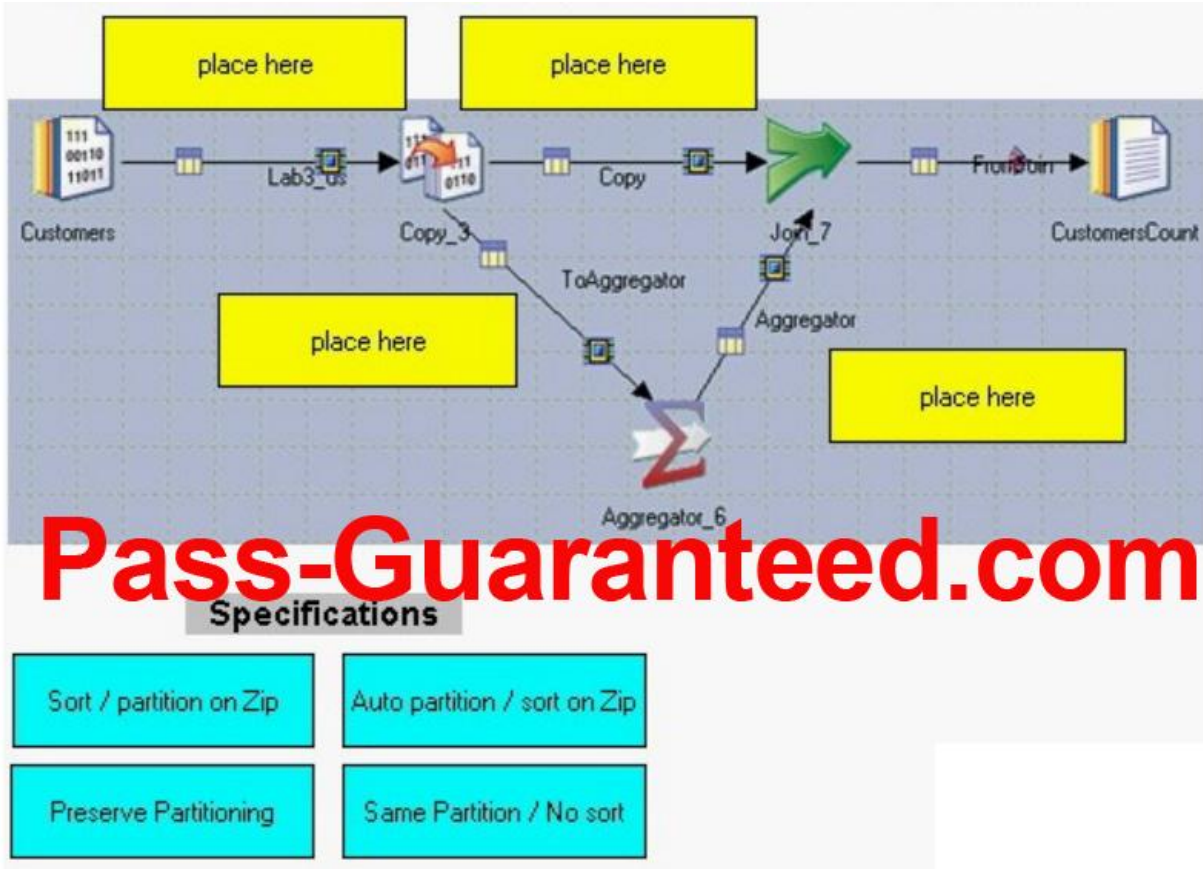 place here
place here
Lab3_us
Copy
FromJoin
Customers
Copy_3
Join_7
CustomersCount
ToAggregator
Aggregator
place here
place here
Aggregator_6
Pass-Guaranteed.com
Specifications
Sort / partition on Zip
Auto partition / sort on Zip
Preserve Partitioning
Same Partition / No sort